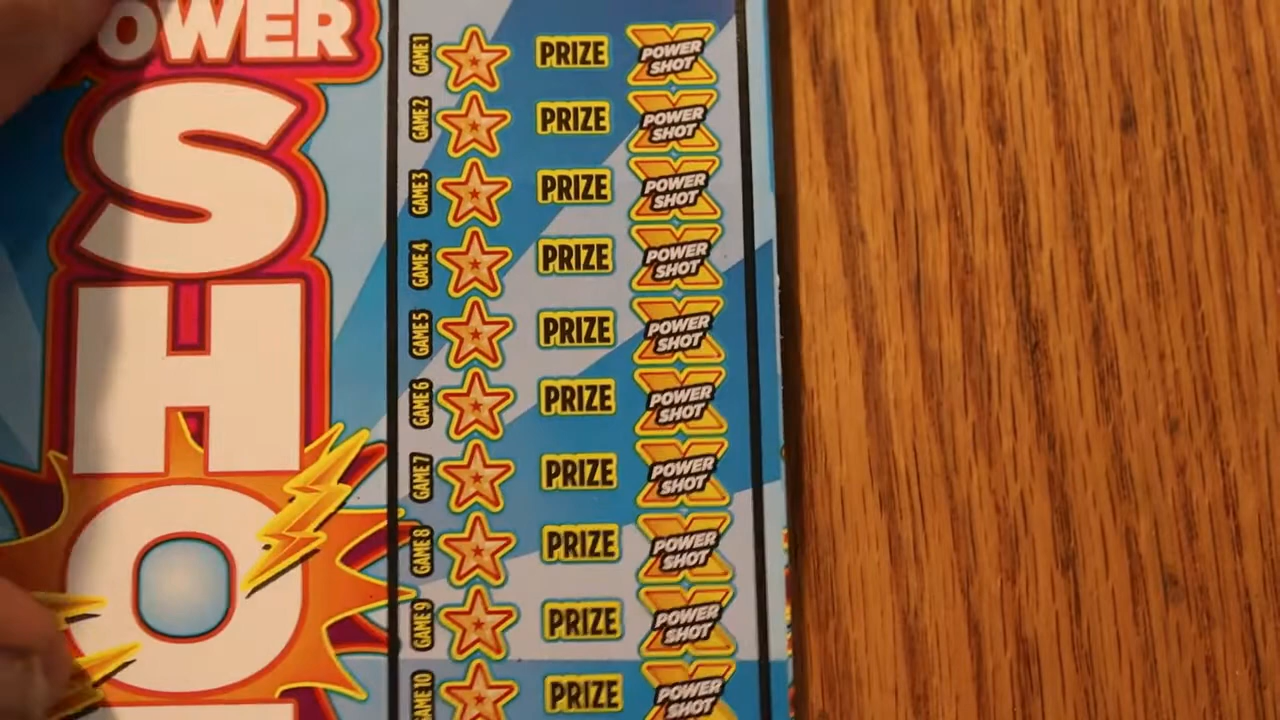 OWER
SHO
GAME 1 PRIZE POWER SHOT
GAME 2 PRIZE POWER SHOT
GAME 3 PRIZE POWER SHOT
GAME 4 PRIZE POWER SHOT
GAME 5 PRIZE POWER SHOT
GAME 6 PRIZE POWER SHOT
GAME 7 PRIZE POWER SHOT
GAME 8 PRIZE POWER SHOT
GAME 9 PRIZE POWER SHOT
GAME 10 PRIZE POWER SHOT